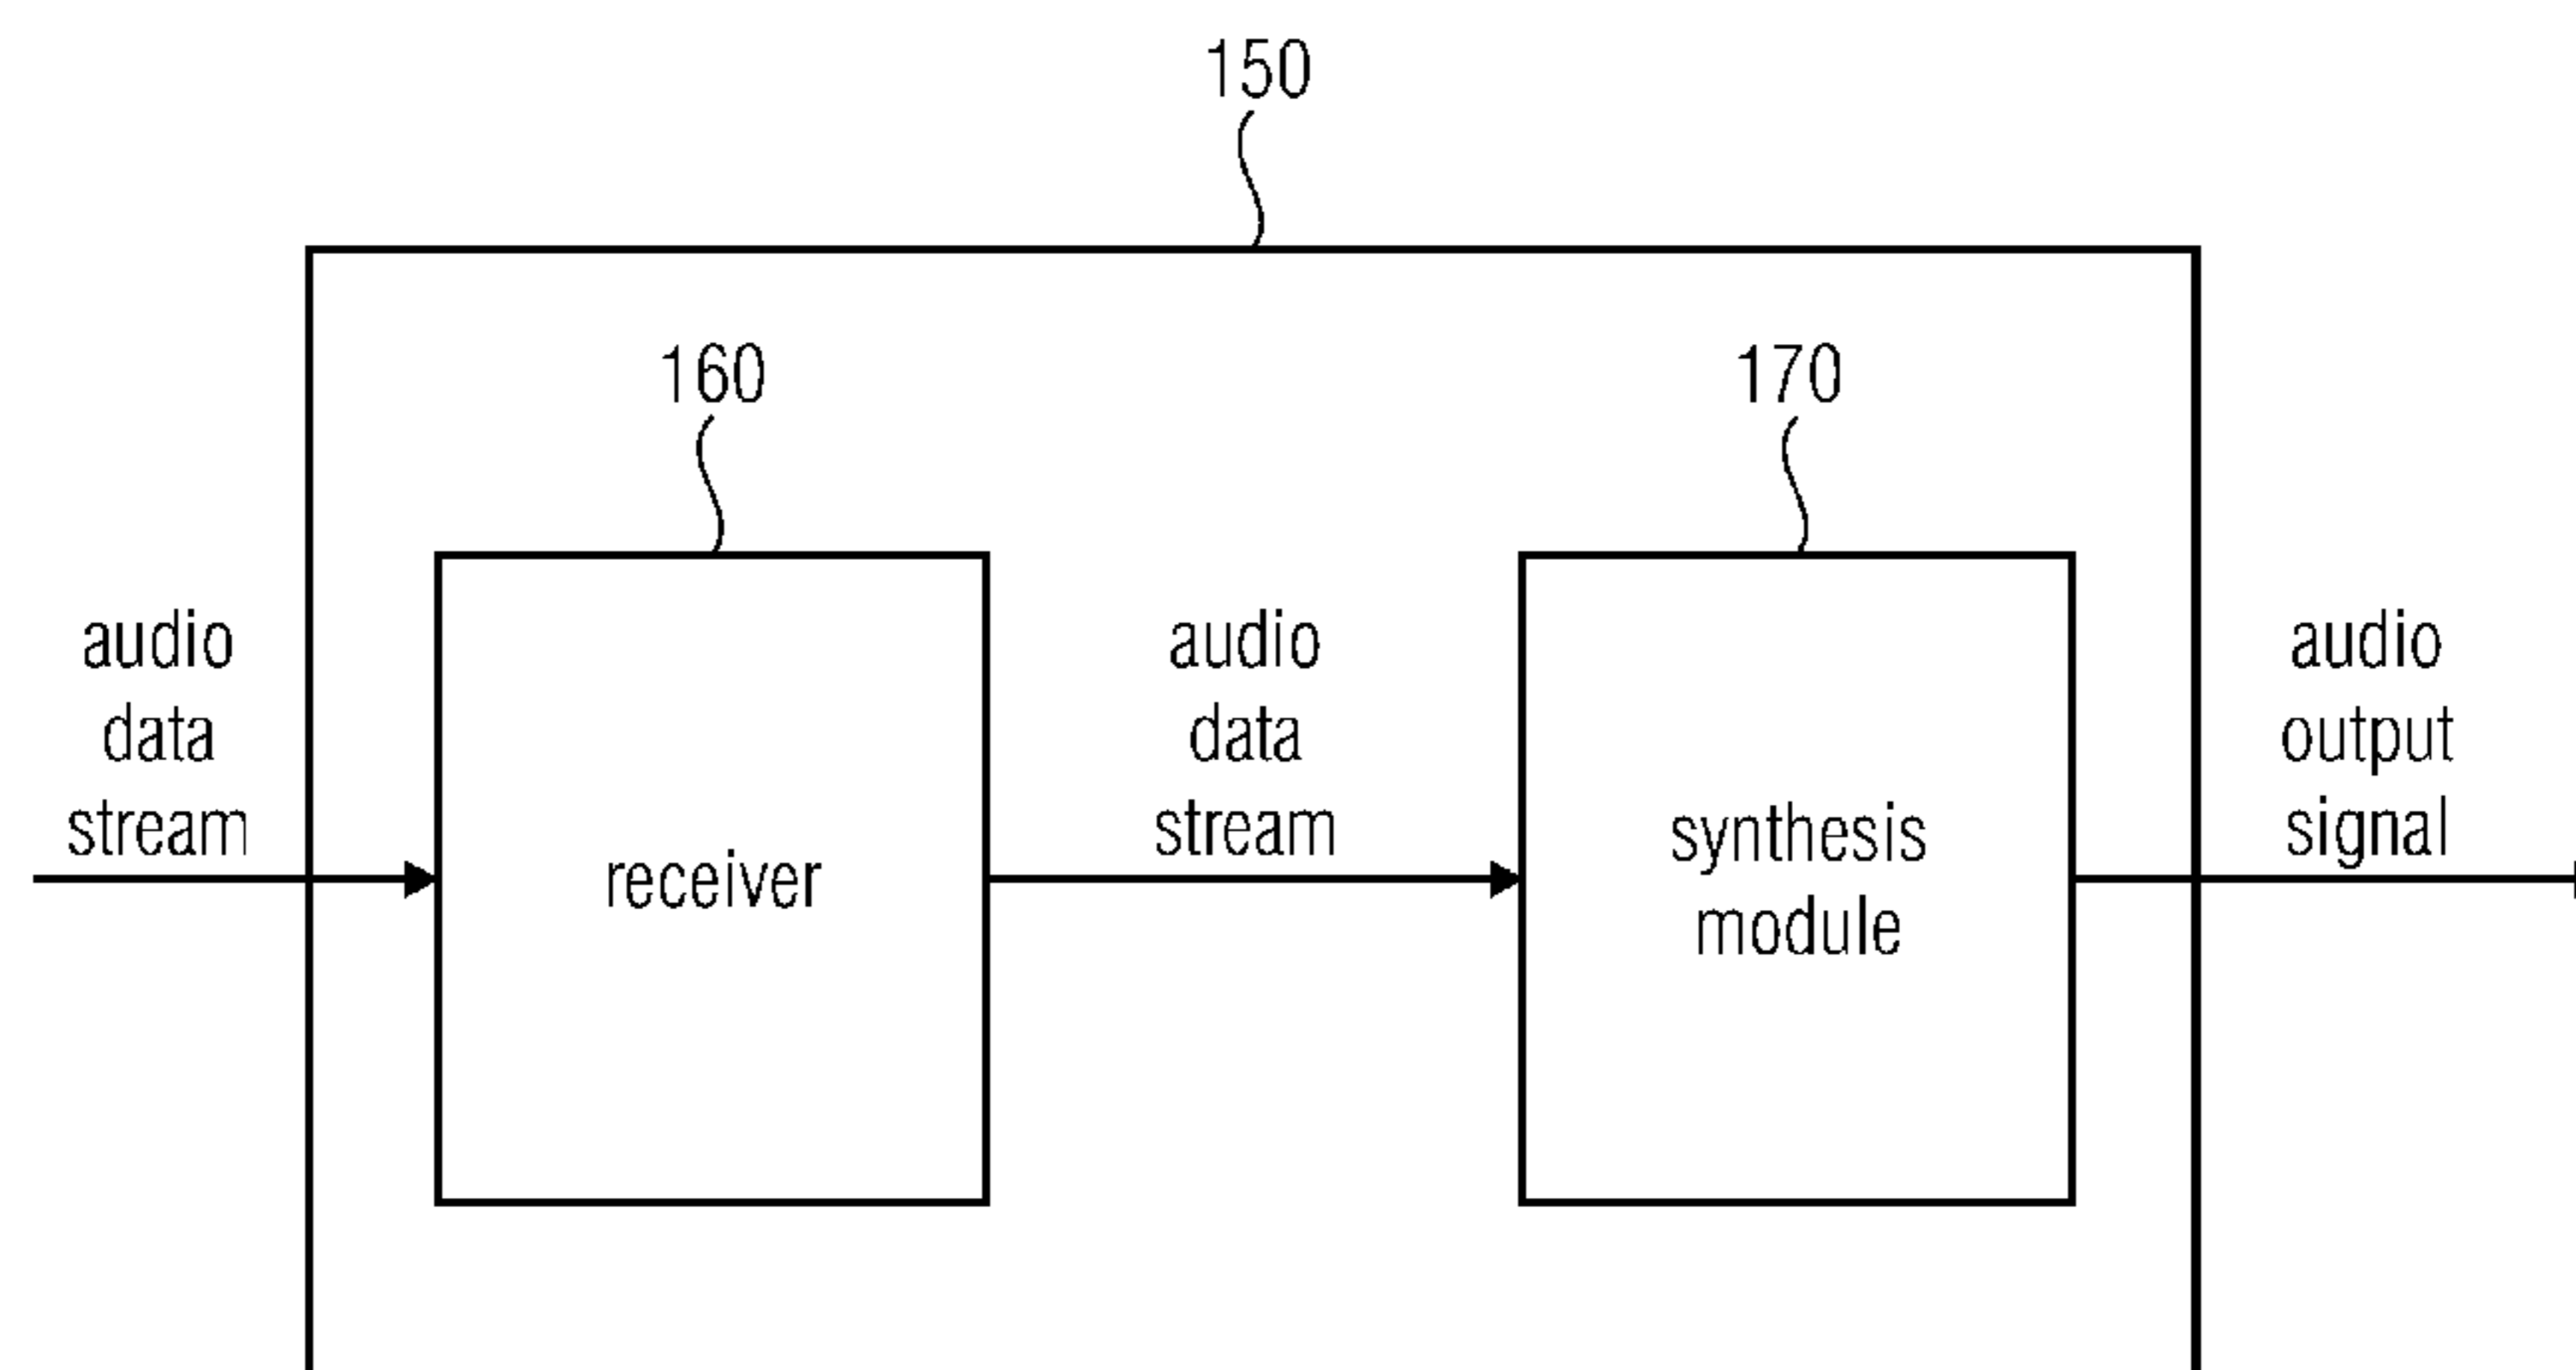 150
160
170
audio
data
stream
receiver
audio
data
stream
synthesis
module
audio
output
signal